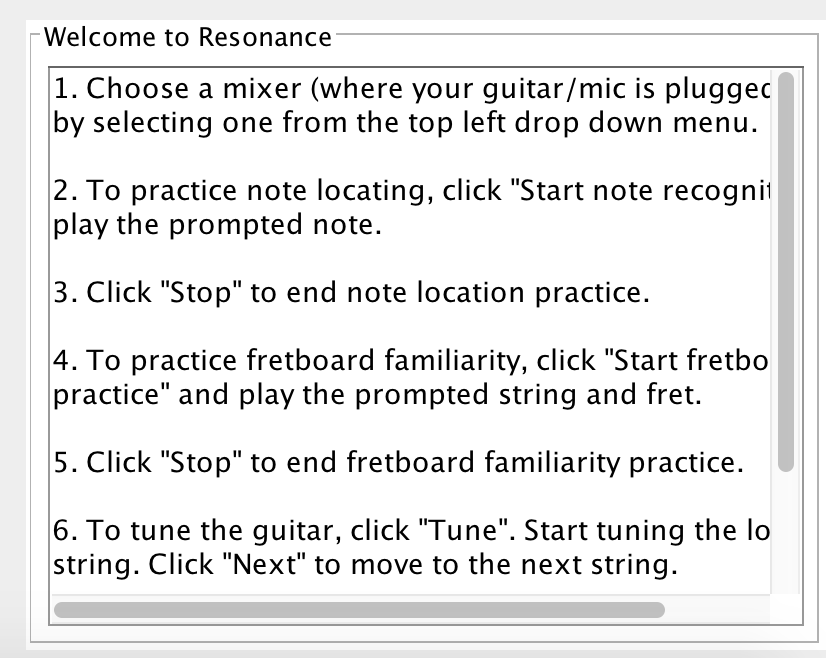 Welcome to Resonance
1. Choose a mixer (where your guitar/mic is plugged
by selecting one from the top left drop down menu.
2. To practice note locating, click "Start note recognit
play the prompted note.
3. Click "Stop" to end note location practice.
4. To practice fretboard familiarity, click "Start fretbo
practice" and play the prompted string and fret.
5. Click "Stop" to end fretboard familiarity practice.
6. To tune the guitar, click "Tune". Start tuning the lo
string. Click "Next" to move to the next string.